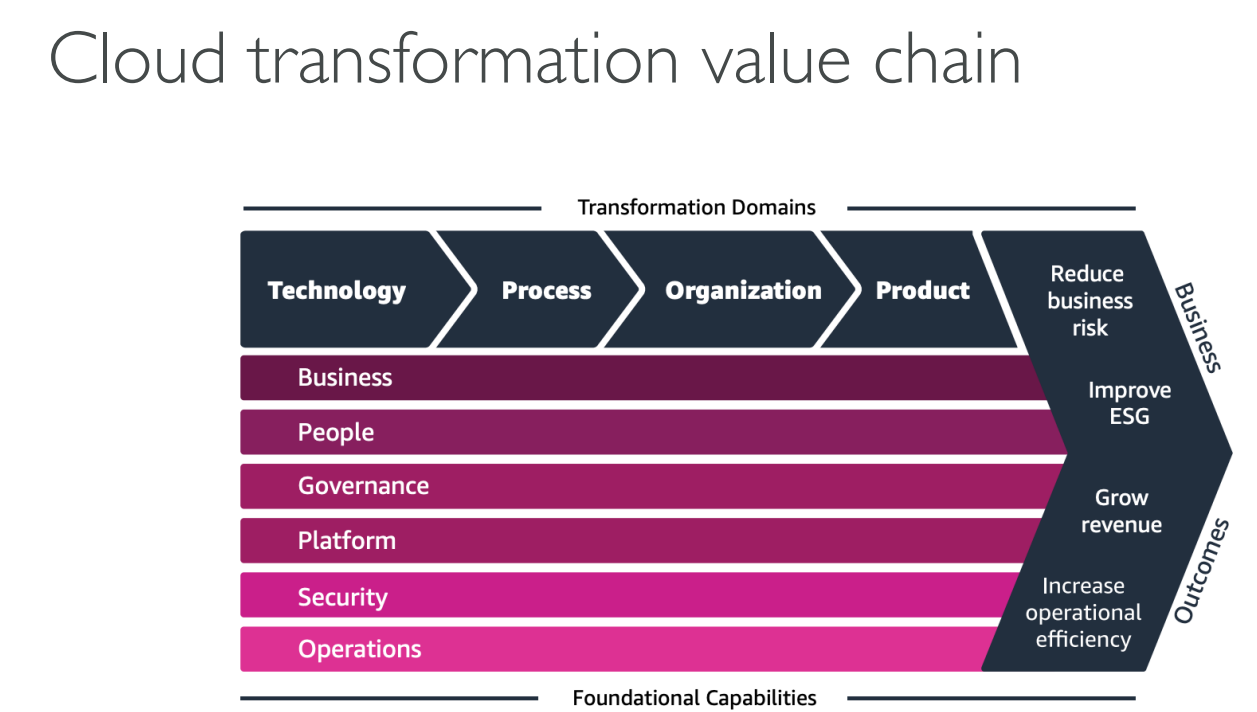 Cloud transformation value chain
Transformation Domains
Technology
Process
Organization
Product
Reduce
business
risk
Improve
ESG
Grow
revenue
Increase
operational
efficiency
Business
Outcomes
Business
People
Governance
Platform
Security
Operations
Foundational Capabilities